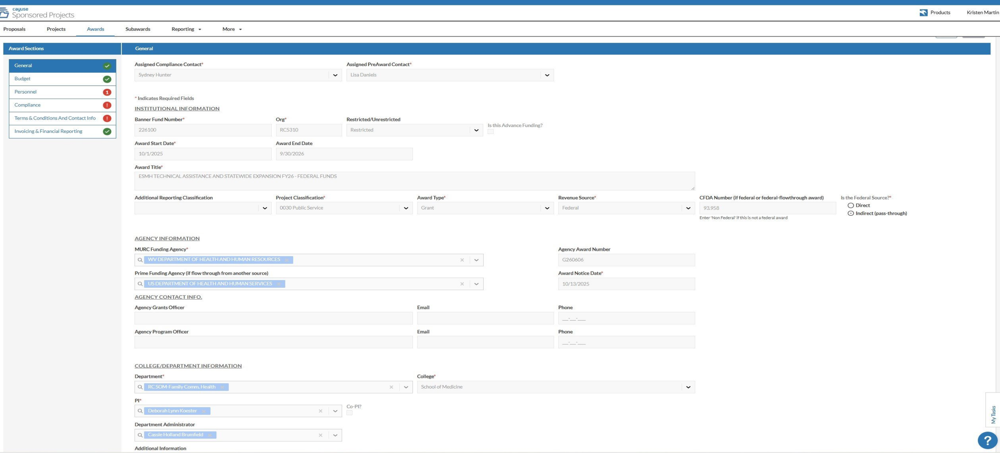 cayuse
Sponsored Projects
Products Kristen Martin
Proposals Projects Awards Subawards Reporting More
Award Sections
General
Budget
Personnel 1
Compliance !
Terms & Conditions And Contact Info !
Invoicing & Financial Reporting
General
Assigned Compliance Contact* Assigned PreAward Contact*
Sydney Hunter Lisa Daniels
* Indicates Required Fields
INSTITUTIONAL INFORMATION
Banner Fund Number* Org* Restricted/Unrestricted Is this Advance Funding?
226100 RC5310 Restricted
Award Start Date* Award End Date
10/1/2025 9/30/2026
Award Title*
ESMH TECHNICAL ASSISTANCE AND STATEWIDE EXPANSION FY26 - FEDERAL FUNDS
Additional Reporting Classification Project Classification* Award Type* Revenue Source* CFDA Number (if federal or federal-flowthrough award) Is the Federal Source?*
0030 Public Service Grant Federal 93.958 Direct
Enter 'Non Federal' if this is not a federal award Indirect (pass-through)
AGENCY INFORMATION
MURC Funding Agency* Agency Award Number
WV DEPARTMENT OF HEALTH AND HUMAN RESOURCES G260606
Prime Funding Agency (if flow through from another source) Award Notice Date*
US DEPARTMENT OF HEALTH AND HUMAN SERVICES 10/13/2025
AGENCY CONTACT INFO.
Agency Grants Officer Email Phone
___-___-____
Agency Program Officer Email Phone
___-___-____
COLLEGE/DEPARTMENT INFORMATION
Department* College*
RC SOM-Family Comm. Health School of Medicine
PI* Co-PI?
Deborah Lynn Koester
Department Administrator
Cassie Holland Brumfield
Additional Information
My Tasks
?